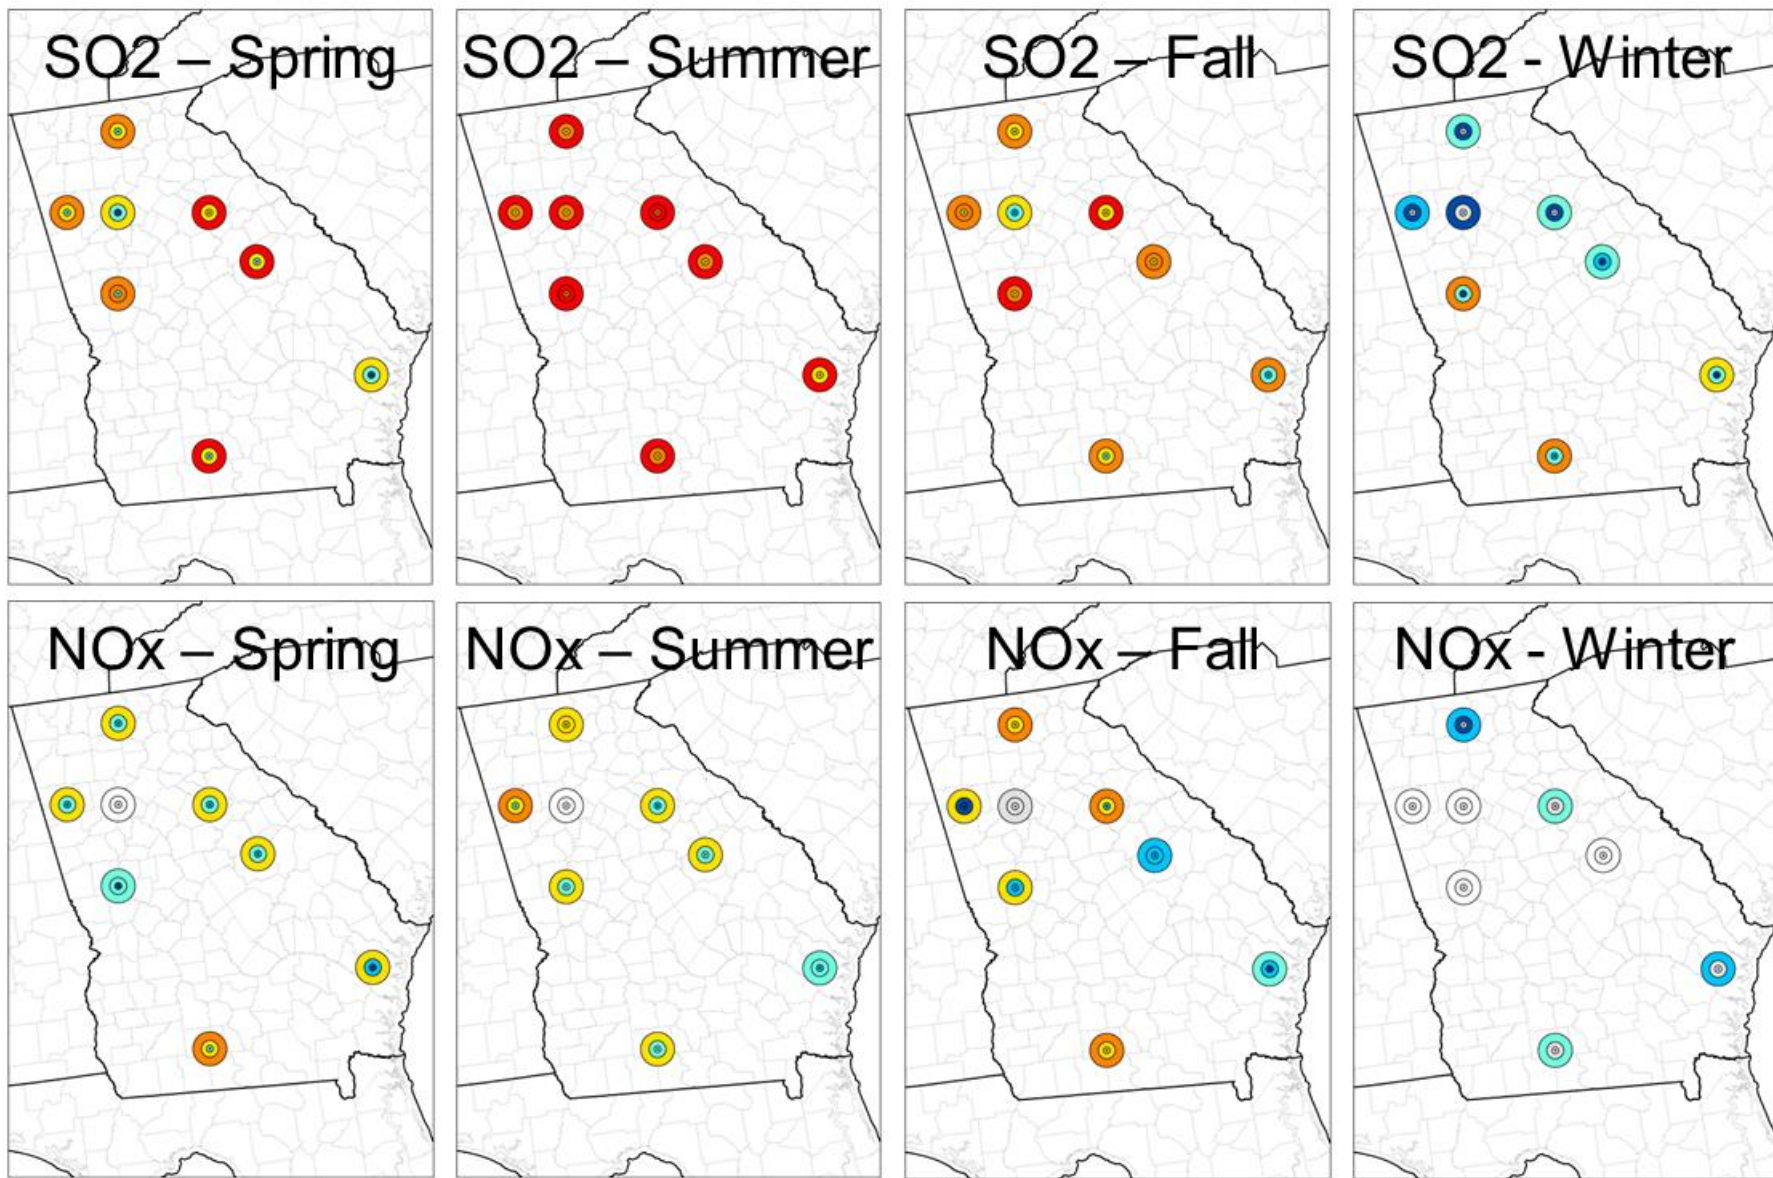 SO2 – Spring
SO2 – Summer
SO2 – Fall
SO2 - Winter
NOx – Spring
NOx – Summer
NOx – Fall
NOx - Winter